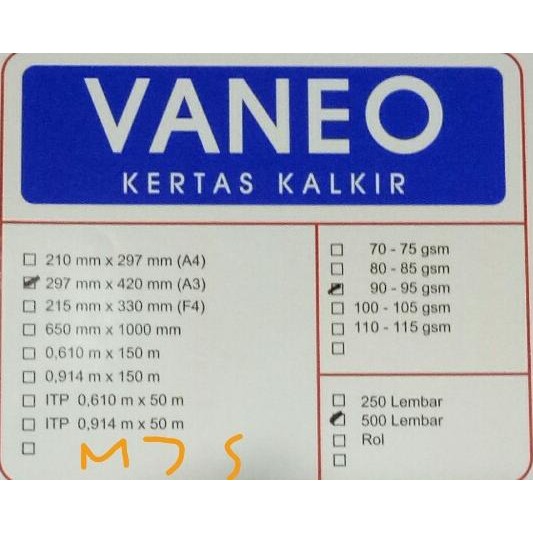 VANEO
KERTAS KALKIR
210 mm x 297 mm (A4)
297 mm x 420 mm (A3)
215 mm x 330 mm (F4)
650 mm x 1000 mm
0,610 m x 150 m
0,914 m x 150 m
ITP 0,610 m x 50 m
ITP 0,914 m x 50 m
MJS
70 - 75 gsm
80 - 85 gsm
90 - 95 gsm
100 - 105 gsm
110 - 115 gsm
250 Lembar
500 Lembar
Rol